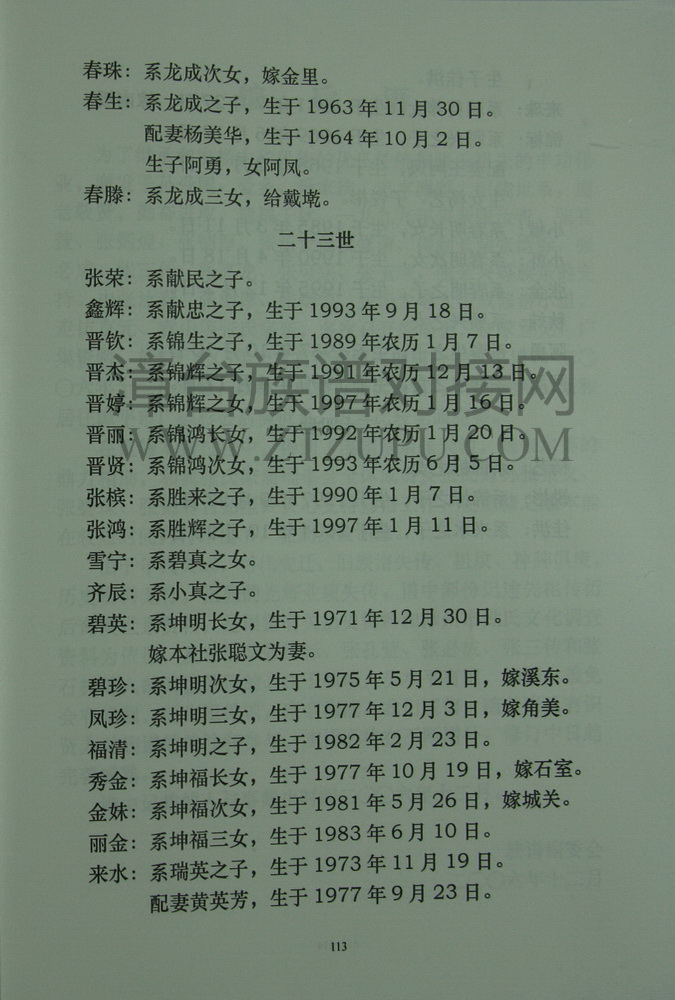 春珠：系龙成次女，嫁金里。
春生：系龙成之子，生于1963年11月30日。
配妻杨美华，生于1964年10月2日。
生子阿勇，女阿凤。
春滕：系龙成三女，给戴墘。
二十三世
张荣：系献民之子。
鑫辉：系献忠之子，生于1993年9月18日。
晋钦：系锦生之子，生于1989年农历1月7日。
晋杰：系锦辉之子，生于1991年农历12月13日。
晋婷：系锦辉之女，生于1997年农历1月16日。
晋丽：系锦鸿长女，生于1992年农历1月20日。
晋贤：系锦鸿次女，生于1993年农历6月5日。
张槟：系胜来之子，生于1990年1月7日。
张鸿：系胜辉之子，生于1997年1月11日。
雪宁：系碧真之女。
齐辰：系小真之子。
碧英：系坤明长女，生于1971年12月30日。
嫁本社张聪文为妻。
碧珍：系坤明次女，生于1975年5月21日，嫁溪东。
凤珍：系坤明三女，生于1977年12月3日，嫁角美。
福清：系坤明之子，生于1982年2月23日。
秀金：系坤福长女，生于1977年10月19日，嫁石室。
金妹：系坤福次女，生于1981年5月26日，嫁城关。
丽金：系坤福三女，生于1983年6月10日。
来水：系瑞英之子，生于1973年11月19日。
配妻黄英芳，生于1977年9月23日。
113
漳台族谱对接网
WWW.ZTZUPU.COM